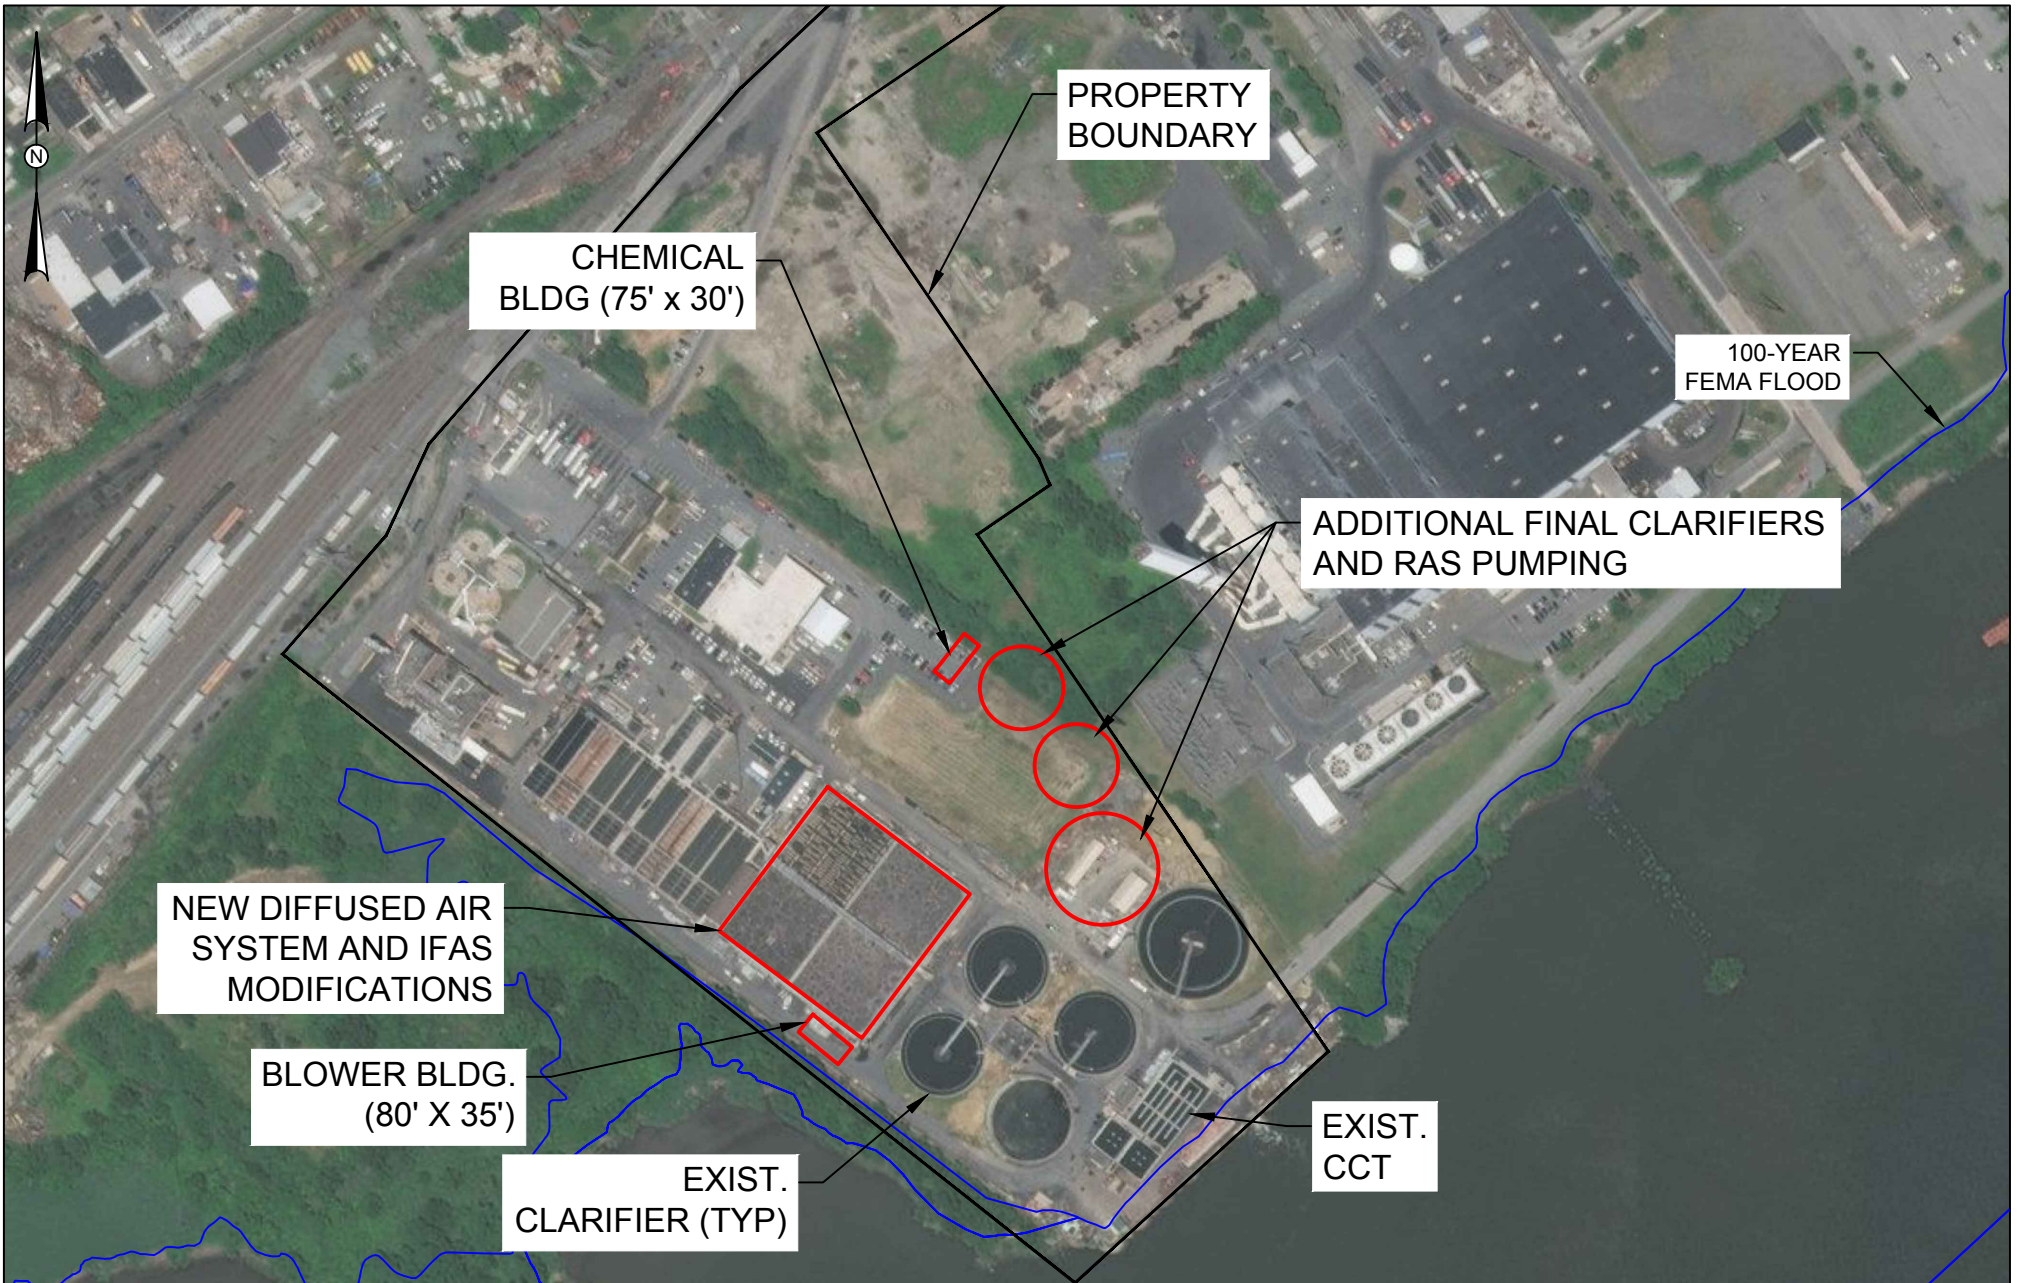 N
PROPERTY
BOUNDARY
CHEMICAL
BLDG (75' x 30')
100-YEAR
FEMA FLOOD
ADDITIONAL FINAL CLARIFIERS
AND RAS PUMPING
NEW DIFFUSED AIR
SYSTEM AND IFAS
MODIFICATIONS
BLOWER BLDG.
(80' X 35')
EXIST.
CLARIFIER (TYP)
EXIST.
CCT